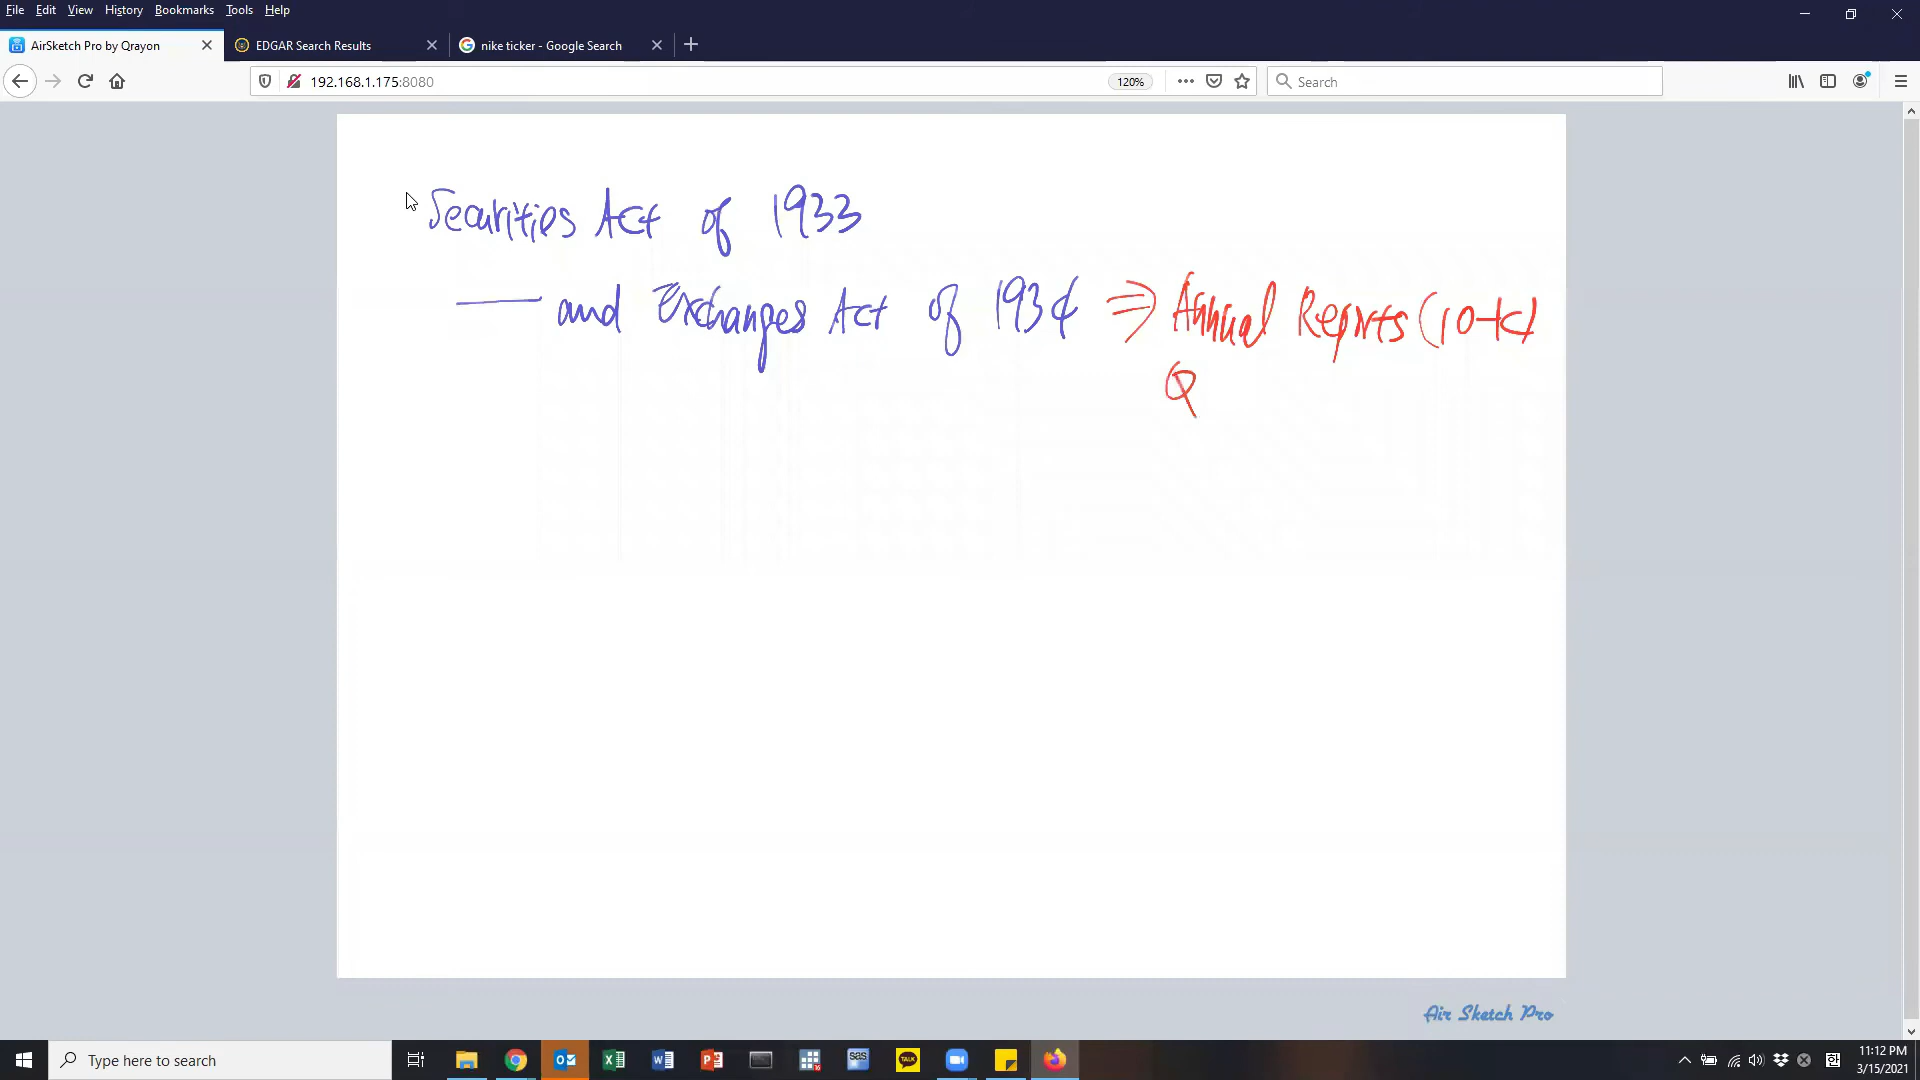 File Edit View History Bookmarks Tools Help
AirSketch Pro by Qrayon EDGAR Search Results nike ticker - Google Search
192.168.1.175:8080 120% Search
Securities Act of 1933
and Exchanges Act of 1934 ⇒ Annual Reports (10-K)
Q
Air Sketch Pro
Type here to search
11:12 PM
3/15/2021